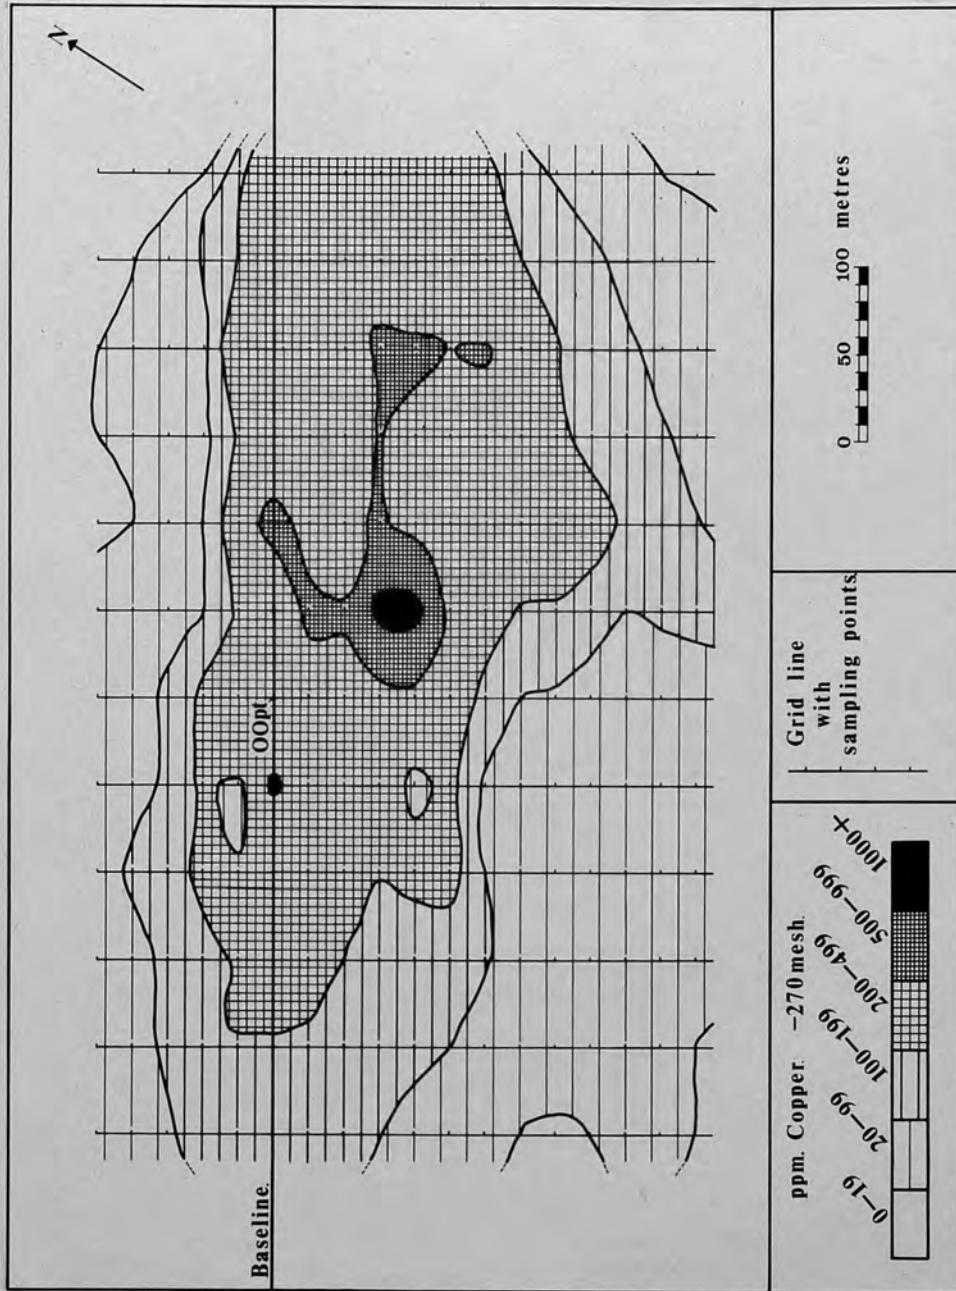 N
Baseline.
OOpt.
ppm. Copper. -270 mesh.
0-19
20-99
100-199
200-499
500-999
1000+
Grid line
with
sampling points.
0 50 100 metres